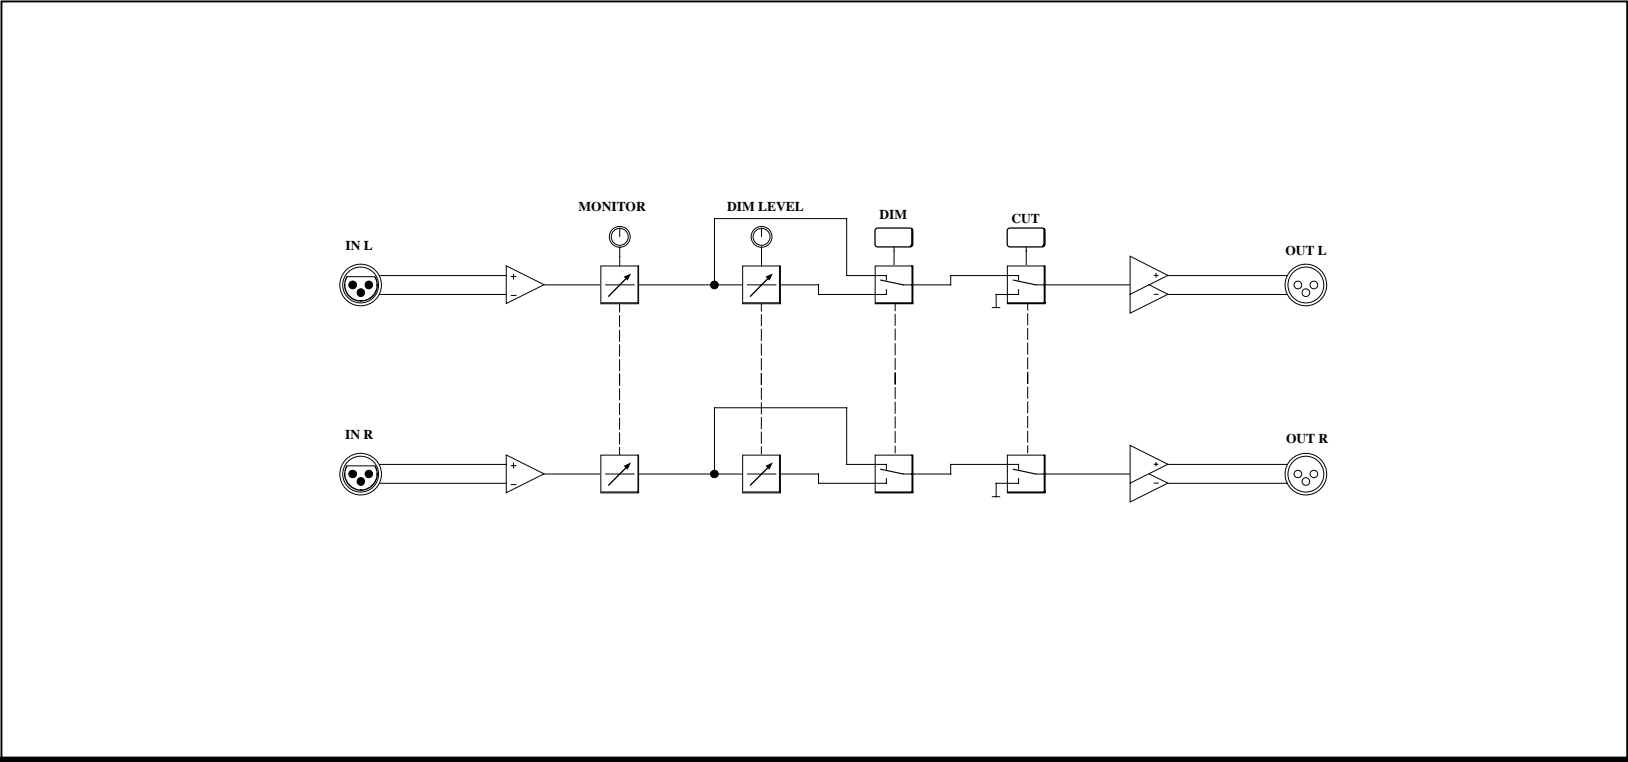 MONITOR
DIM LEVEL
DIM
CUT
IN L
OUT L
+
−
+
−
IN R
OUT R
+
−
+
−